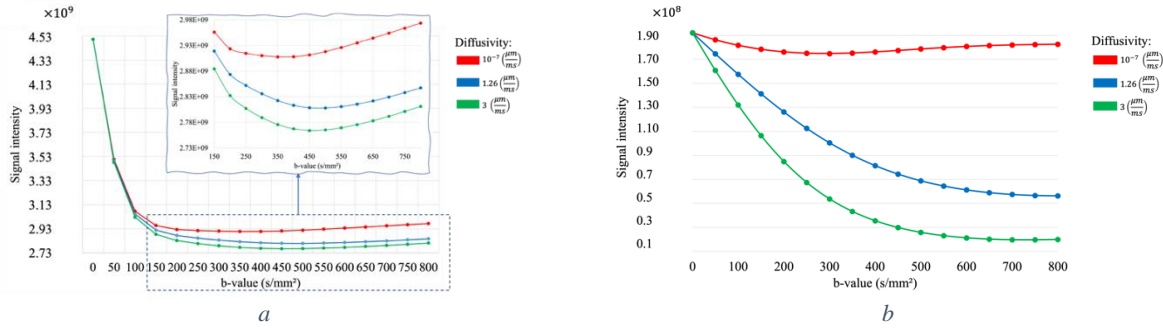 ×10⁹
4.53
4.33
4.13
3.93
3.73
3.53
3.33
3.13
2.93
2.73
Signal intensity
0 50 100 150 200 250 300 350 400 450 500 550 600 650 700 750 800
b-value (s/mm²)
2.98E+09
2.93E+09
2.88E+09
2.83E+09
2.78E+09
2.73E+09
Signal intensity
150 250 350 450 550 650 750
b-value (s/mm²)
Diffusivity:
10⁻⁷ (μm/ms)
1.26 (μm/ms)
3 (μm/ms)
a
×10⁸
1.90
1.70
1.50
1.30
1.10
0.9
0.7
0.5
0.3
0.1
Signal intensity
0 100 200 300 400 500 600 700 800
b-value (s/mm²)
Diffusivity:
10⁻⁷ (μm/ms)
1.26 (μm/ms)
3 (μm/ms)
b